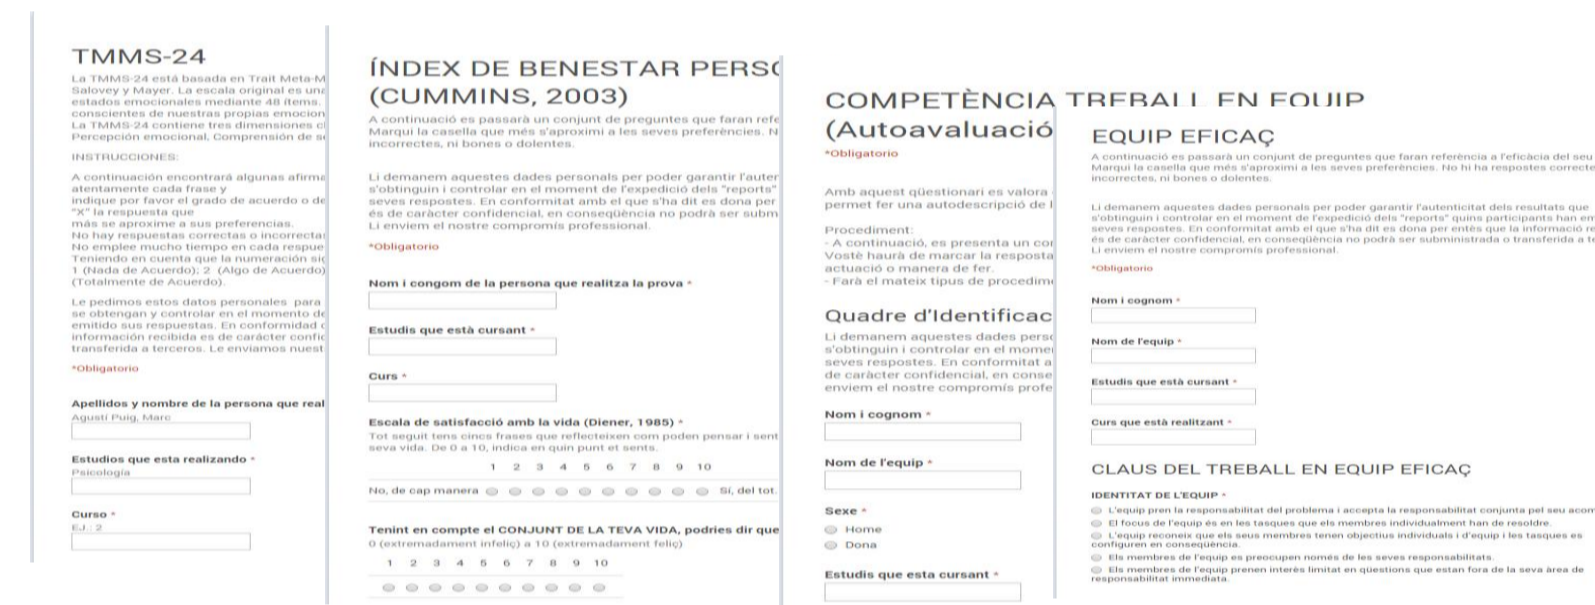 TMMS-24
La TMMS-24 está basada en Trait Meta-M
Salovey y Mayer. La escala original es una
estados emocionales mediante 48 ítems.
conscientes de nuestras propias emocion
La TMMS-24 contiene tres dimensiones cl
Percepción emocional, Comprensión de se
INSTRUCCIONES:
A continuación encontrará algunas afirma
atentamente cada frase y
indique por favor el grado de acuerdo o de
"X" la respuesta que
más se aproxime a sus preferencias.
No hay respuestas correctas o incorrectas
No emplee mucho tiempo en cada respue
Teniendo en cuenta que la numeración sig
1 (Nada de Acuerdo); 2 (Algo de Acuerdo)
(Totalmente de Acuerdo).
Le pedimos estos datos personales para
se obtengan y controlar en el momento de
emitido sus respuestas. En conformidad c
información recibida es de carácter confid
transferida a terceros. Le enviamos nuest
*Obligatorio
Apellidos y nombre de la persona que real
Agustí Puig, Marc
Estudios que esta realizando *
Psicología
Curso *
EJ.: 2
ÍNDEX DE BENESTAR PERSO
(CUMMINS, 2003)
A continuació es passarà un conjunt de preguntes que faran refe
Marqui la casella que més s'aproximi a les seves preferències. N
incorrectes, ni bones o dolentes.
Li demanem aquestes dades personals per poder garantir l'auter
s'obtinguin i controlar en el moment de l'expedició dels "reports"
seves respostes. En conformitat amb el que s'ha dit es dona per
és de caràcter confidencial, en conseqüència no podrà ser subm
Li enviem el nostre compromís professional.
*Obligatorio
Nom i congom de la persona que realitza la prova *
Estudis que està cursant *
Curs *
Escala de satisfacció amb la vida (Diener, 1985) *
Tot seguit tens cincs frases que reflecteixen com poden pensar i sent
seva vida. De 0 a 10, indica en quin punt et sents.
1 2 3 4 5 6 7 8 9 10
No, de cap manera Sí, del tot.
Tenint en compte el CONJUNT DE LA TEVA VIDA, podries dir que
0 (extremadament infeliç) a 10 (extremadament feliç)
1 2 3 4 5 6 7 8 9 10
COMPETÈNCIA TREBALL EN EQUIP
(Autoavaluació
*Obligatorio
Amb aquest qüestionari es valora
permet fer una autodescripció de l
Procediment:
- A continuació, es presenta un con
Vostè haurà de marcar la resposta
actuació o manera de fer.
- Farà el mateix tipus de procedime
Quadre d'Identificac
Li demanem aquestes dades perso
s'obtinguin i controlar en el mome
seves respostes. En conformitat a
de caràcter confidencial, en conse
enviem el nostre compromís profe
Nom i cognom *
Nom de l'equip *
Sexe *
Home
Dona
Estudis que esta cursant *
EQUIP EFICAÇ
A continuació es passarà un conjunt de preguntes que faran referència a l'eficàcia del seu
Marqui la casella que més s'aproximi a les seves preferències. No hi ha respostes correcte
incorrectes, ni bones o dolentes.
Li demanem aquestes dades personals per poder garantir l'autenticitat dels resultats que
s'obtinguin i controlar en el moment de l'expedició dels "reports" quins participants han em
seves respostes. En conformitat amb el que s'ha dit es dona per entès que la informació re
és de caràcter confidencial, en conseqüència no podrà ser subministrada o transferida a te
Li enviem el nostre compromís professional.
*Obligatorio
Nom i cognom *
Nom de l'equip *
Estudis que està cursant *
Curs que està realitzant *
CLAUS DEL TREBALL EN EQUIP EFICAÇ
IDENTITAT DE L'EQUIP *
L'equip pren la responsabilitat del problema i accepta la responsabilitat conjunta pel seu acom
El focus de l'equip és en les tasques que els membres individualment han de resoldre.
L'equip reconeix que els seus membres tenen objectius individuals i d'equip i les tasques es
configuren en conseqüència.
Els membres de l'equip es preocupen només de les seves responsabilitats.
Els membres de l'equip prenen interès limitat en qüestions que estan fora de la seva àrea de
responsabilitat immediata.